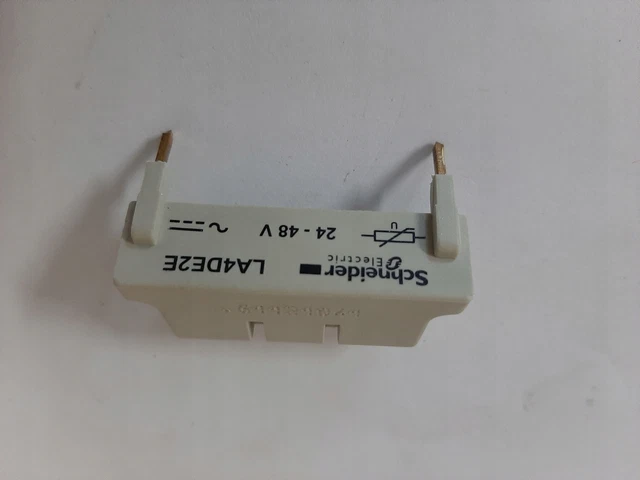 Schneider
Electric
LA4DE2E
U
24 - 48 V